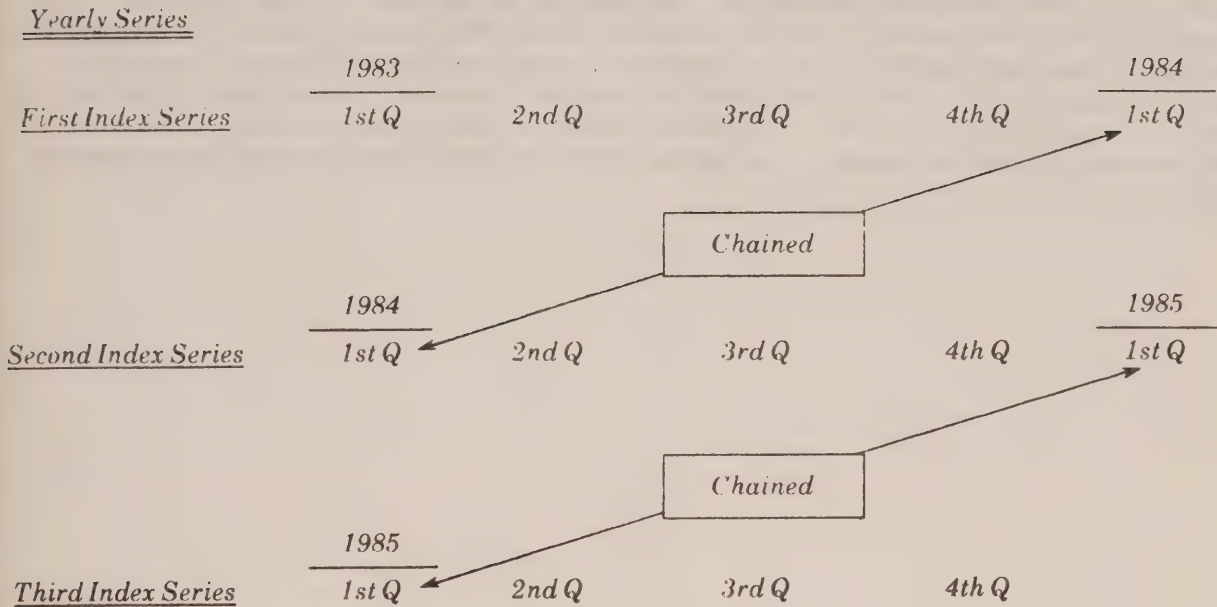 Yearly Series
1983 1984
First Index Series 1st Q 2nd Q 3rd Q 4th Q 1st Q
Chained
1984 1985
Second Index Series 1st Q 2nd Q 3rd Q 4th Q 1st Q
Chained
1985
Third Index Series 1st Q 2nd Q 3rd Q 4th Q